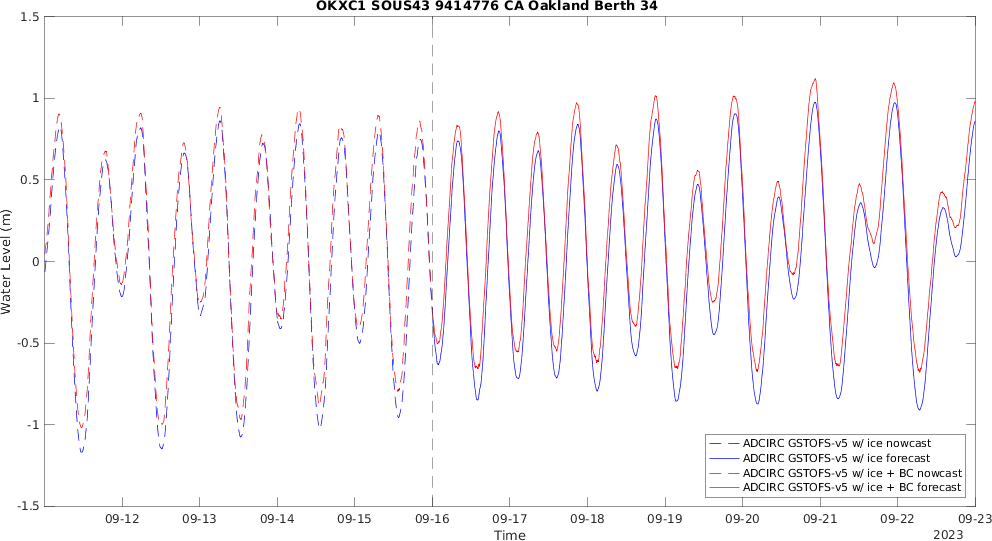 OKXC1 SOUS43 9414776 CA Oakland Berth 34
1.5
1
0.5
0
-0.5
-1
-1.5
Water Level (m)
ADCIRC GSTOFS-v5 w/ ice nowcast
ADCIRC GSTOFS-v5 w/ ice forecast
ADCIRC GSTOFS-v5 w/ ice + BC nowcast
ADCIRC GSTOFS-v5 w/ ice + BC forecast
09-12 09-13 09-14 09-15 09-16 09-17 09-18 09-19 09-20 09-21 09-22 09-23
Time
2023